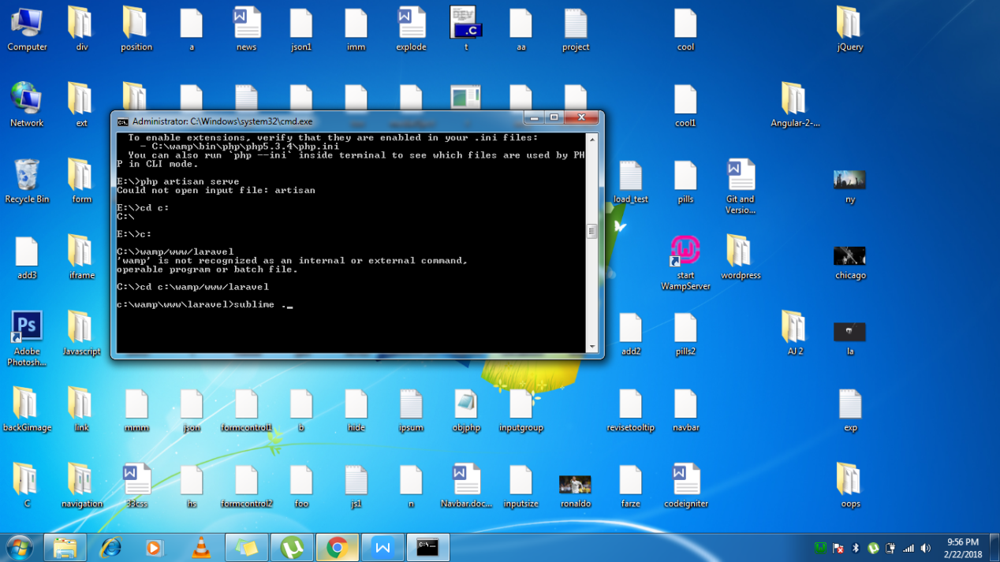 Computer
div
position
a
news
json1
imm
explode
t
aa
project
cool
jQuery
Network
ext
cool1
Angular-2-...
Administrator: C:\Windows\system32\cmd.exe
To enable extensions, verify that they are enabled in your .ini files:
- C:\wamp\bin\php\php5.3.4\php.ini
You can also run `php --ini` inside terminal to see which files are used by PH
P in CLI mode.
E:\>php artisan serve
Could not open input file: artisan
E:\>cd c:
C:\
E:\>c:
C:\>wamp/www/laravel
'wamp' is not recognized as an internal or external command,
operable program or batch file.
C:\>cd c:\wamp/www/laravel
c:\wamp\www\laravel>sublime ._
Recycle Bin
form
load_test
pills
Git and
Versio...
ny
add3
iframe
start
WampServer
wordpress
chicago
Ps
Adobe
Photosh...
Javascript
add2
pills2
AJ 2
la
backGimage
link
mmm
json
formcontrol1
b
hide
ipsum
objphp
inputgroup
revisetooltip
navbar
exp
C
navigation
33css
hs
formcontrol2
foo
js1
n
Navbar.doc...
inputsize
ronaldo
farze
codeigniter
oops
9:56 PM
2/22/2018